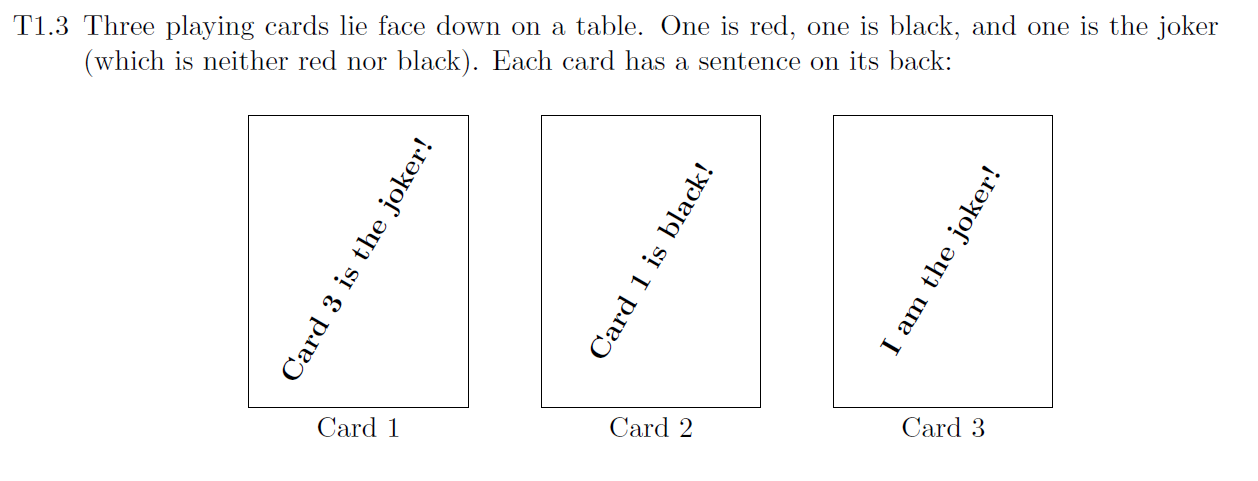 T1.3 Three playing cards lie face down on a table. One is red, one is black, and one is the joker
(which is neither red nor black). Each card has a sentence on its back:
Card 3 is the joker!
Card 1 is black!
I am the joker!
Card 1
Card 2
Card 3